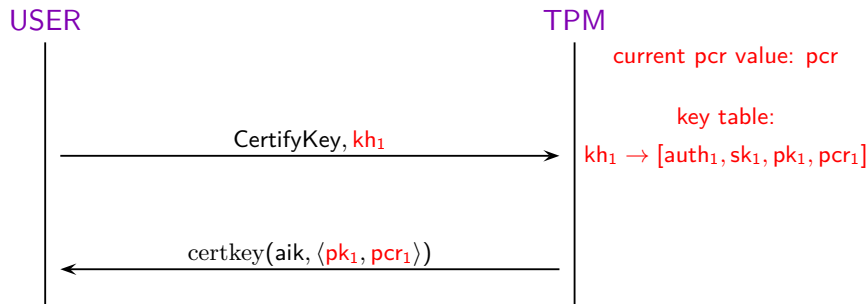 USER
TPM
current pcr value: pcr
key table:
CertifyKey, kh₁
kh₁ → [auth₁, sk₁, pk₁, pcr₁]
certkey(aik, ⟨pk₁, pcr₁⟩)